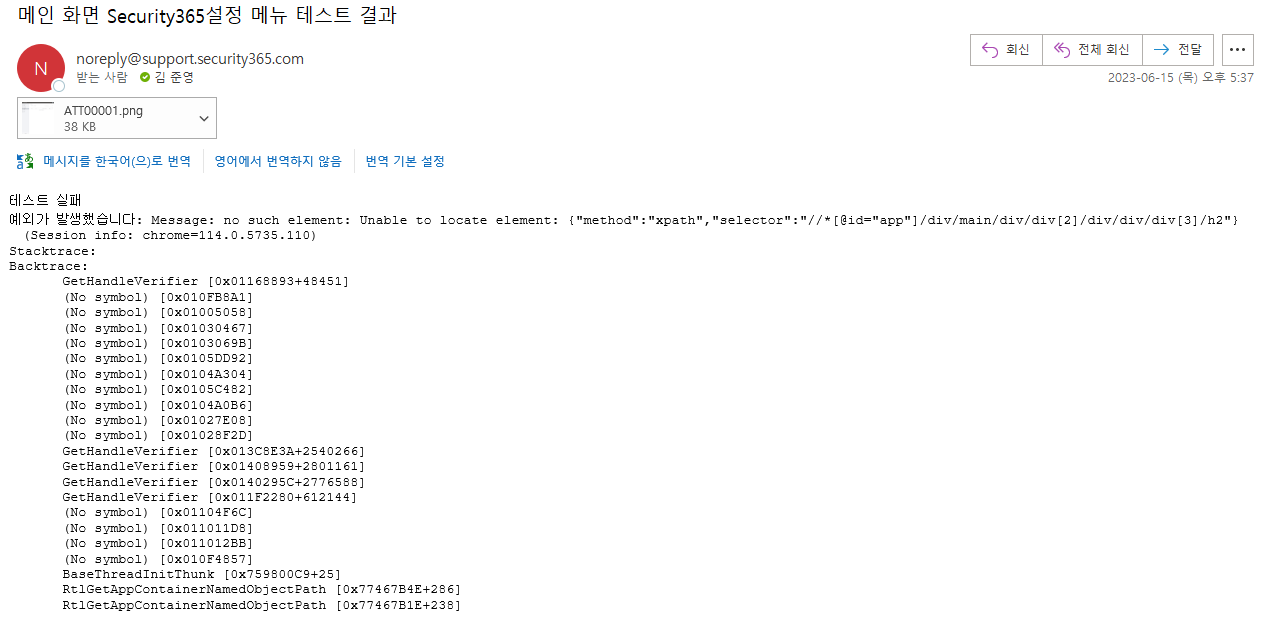 메인 화면 Security365설정 메뉴 테스트 결과
N
noreply@support.security365.com
받는 사람 김 준영
회신
전체 회신
전달
2023-06-15 (목) 오후 5:37
ATT00001.png
38 KB
메시지를 한국어(으)로 번역
영어에서 번역하지 않음
번역 기본 설정
테스트 실패
예외가 발생했습니다: Message: no such element: Unable to locate element: {"method":"xpath","selector":"//*[@id="app"]/div/main/div/div[2]/div/div/div[3]/h2"}
(Session info: chrome=114.0.5735.110)
Stacktrace:
Backtrace:
GetHandleVerifier [0x01168893+48451]
(No symbol) [0x010FB8A1]
(No symbol) [0x01005058]
(No symbol) [0x01030467]
(No symbol) [0x0103069B]
(No symbol) [0x0105DD92]
(No symbol) [0x0104A304]
(No symbol) [0x0105C482]
(No symbol) [0x0104A0B6]
(No symbol) [0x01027E08]
(No symbol) [0x01028F2D]
GetHandleVerifier [0x013C8E3A+2540266]
GetHandleVerifier [0x01408959+2801161]
GetHandleVerifier [0x0140295C+2776588]
GetHandleVerifier [0x011F2280+612144]
(No symbol) [0x01104F6C]
(No symbol) [0x011011D8]
(No symbol) [0x011012BB]
(No symbol) [0x010F4857]
BaseThreadInitThunk [0x759800C9+25]
RtlGetAppContainerNamedObjectPath [0x77467B4E+286]
RtlGetAppContainerNamedObjectPath [0x77467B1E+238]